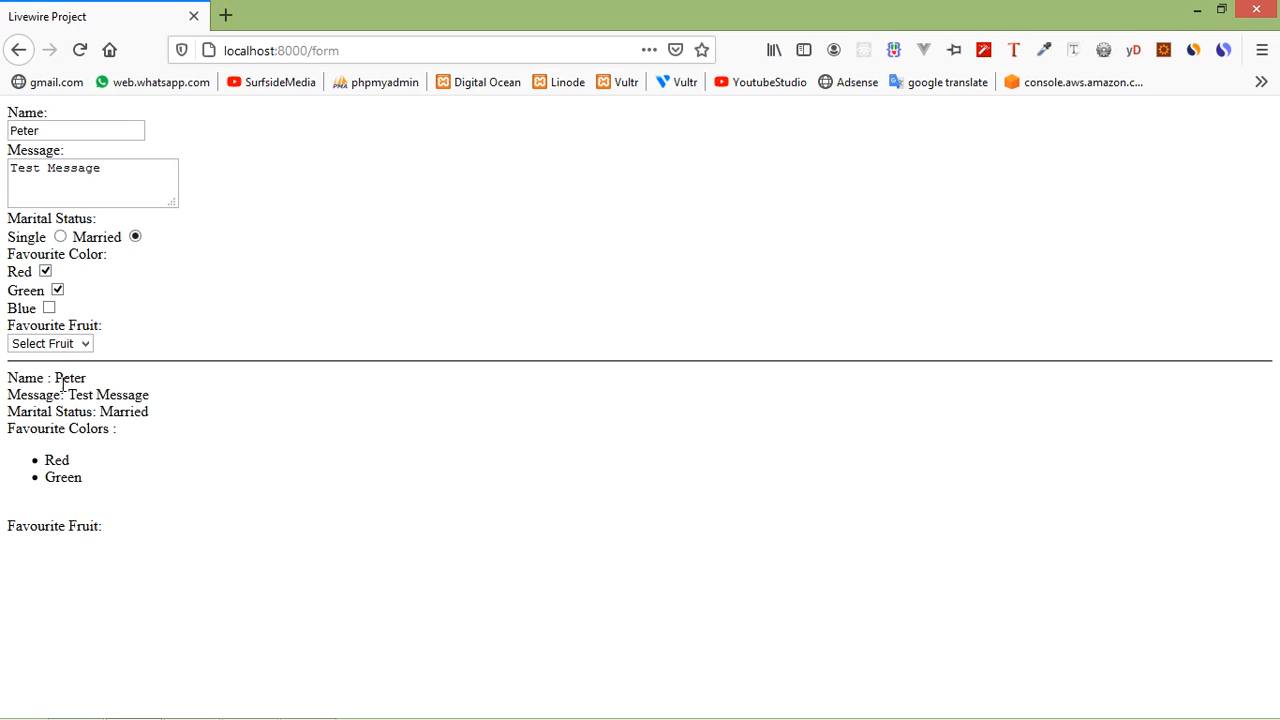 Livewire Project
localhost:8000/form
T T yD
gmail.com web.whatsapp.com SurfsideMedia phpmyadmin Digital Ocean Linode Vultr Vultr YoutubeStudio Adsense google translate console.aws.amazon.c...
Name:
Peter
Message:
Test Message
Marital Status:
Single Married
Favourite Color:
Red
Green
Blue
Favourite Fruit:
Select Fruit
Name : Peter
Message: Test Message
Marital Status: Married
Favourite Colors :
• Red
• Green
Favourite Fruit: